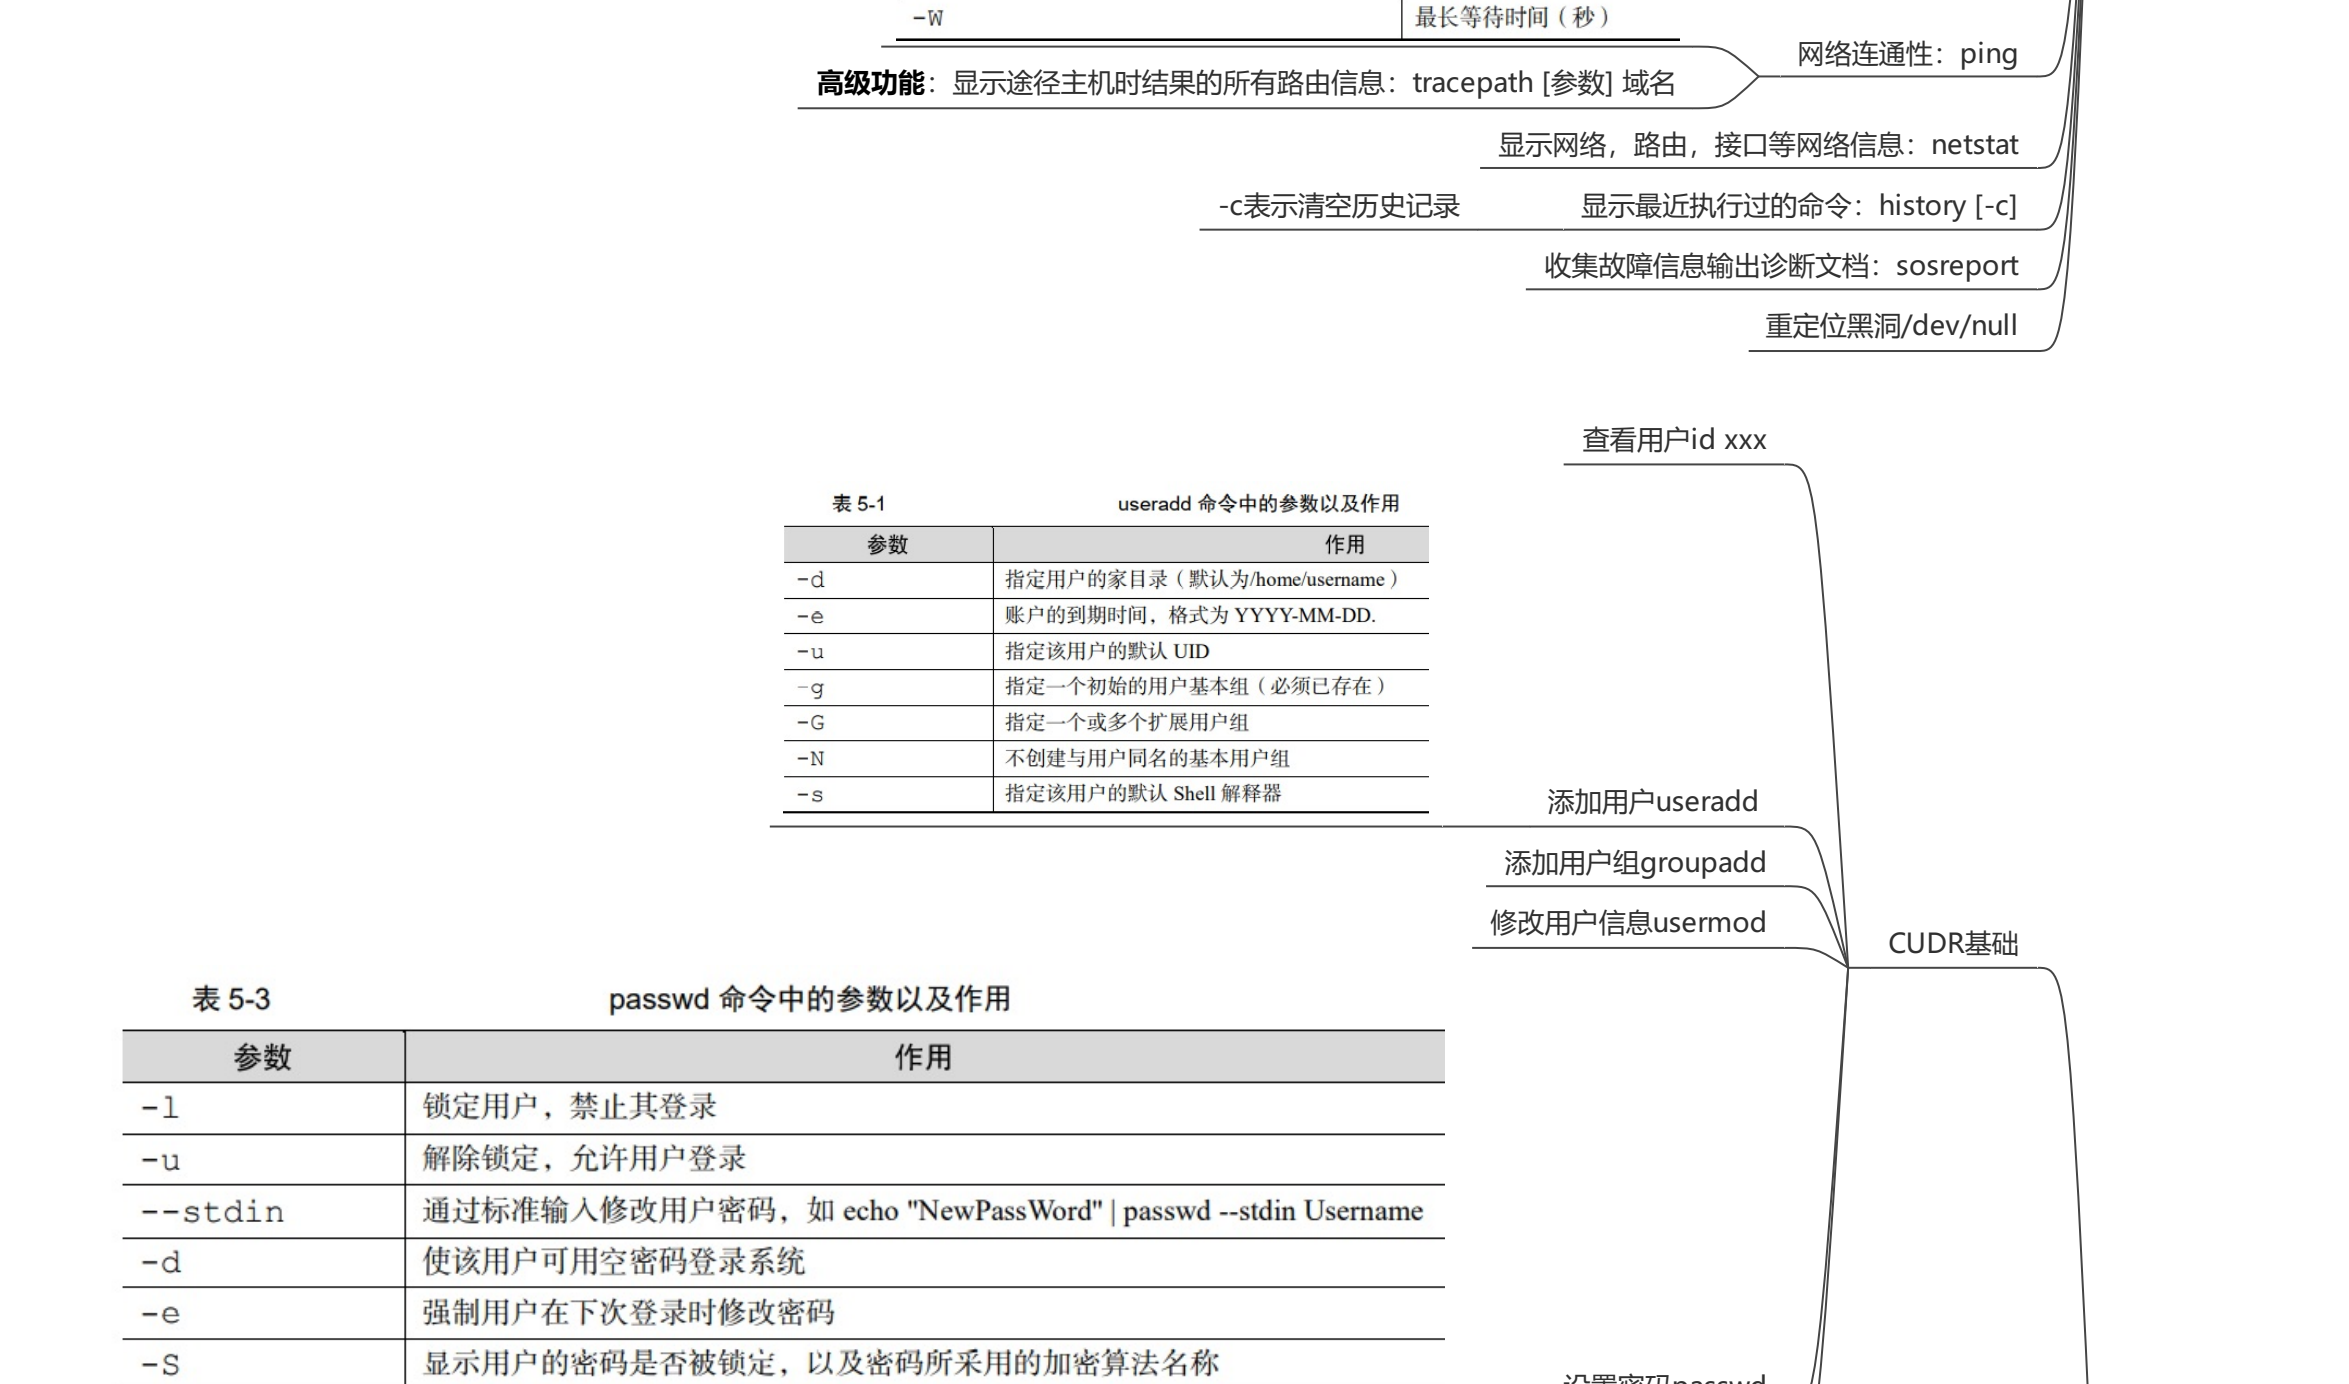 -W 最长等待时间（秒）
网络连通性：ping
高级功能：显示途径主机时结果的所有路由信息：tracepath [参数] 域名
显示网络，路由，接口等网络信息：netstat
-c表示清空历史记录 显示最近执行过的命令：history [-c]
收集故障信息输出诊断文档：sosreport
重定位黑洞/dev/null
查看用户id xxx
表 5-1 useradd 命令中的参数以及作用
参数 作用
-d 指定用户的家目录（默认为/home/username）
-e 账户的到期时间，格式为 YYYY-MM-DD.
-u 指定该用户的默认 UID
-g 指定一个初始的用户基本组（必须已存在）
-G 指定一个或多个扩展用户组
-N 不创建与用户同名的基本用户组
-s 指定该用户的默认 Shell 解释器
添加用户useradd
添加用户组groupadd
修改用户信息usermod
CUDR基础
表 5-3 passwd 命令中的参数以及作用
参数 作用
-l 锁定用户，禁止其登录
-u 解除锁定，允许用户登录
--stdin 通过标准输入修改用户密码，如 echo "NewPassWord" | passwd --stdin Username
-d 使该用户可用空密码登录系统
-e 强制用户在下次登录时修改密码
-S 显示用户的密码是否被锁定，以及密码所采用的加密算法名称
设置密码passwd